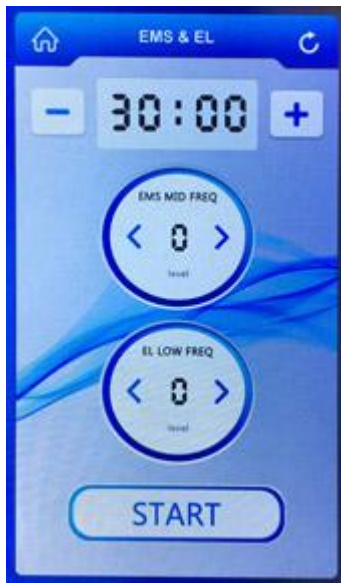 EMS & EL
− 30:00 +
EMS MID FREQ
< 0 >
level
EL LOW FREQ
< 0 >
level
START